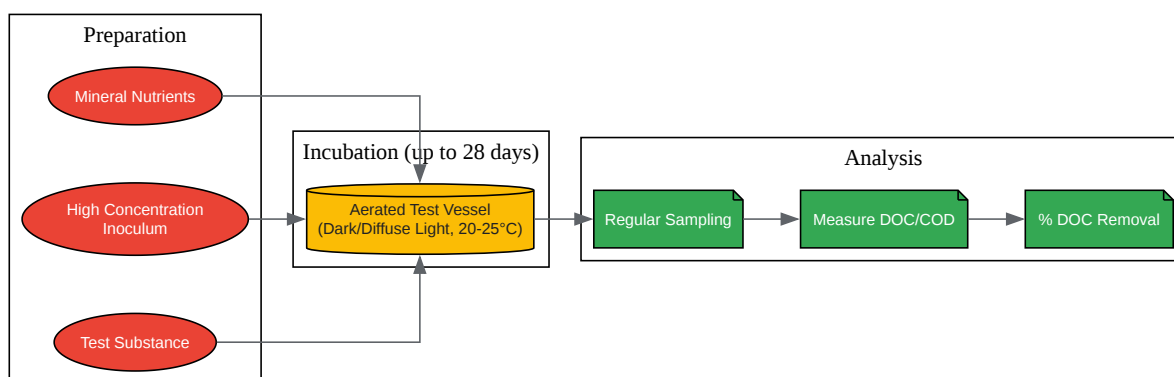 Preparation
Mineral Nutrients
High Concentration
Inoculum
Test Substance
Incubation (up to 28 days)
Aerated Test Vessel
(Dark/Diffuse Light, 20-25°C)
Analysis
Regular Sampling
Measure DOC/COD
% DOC Removal